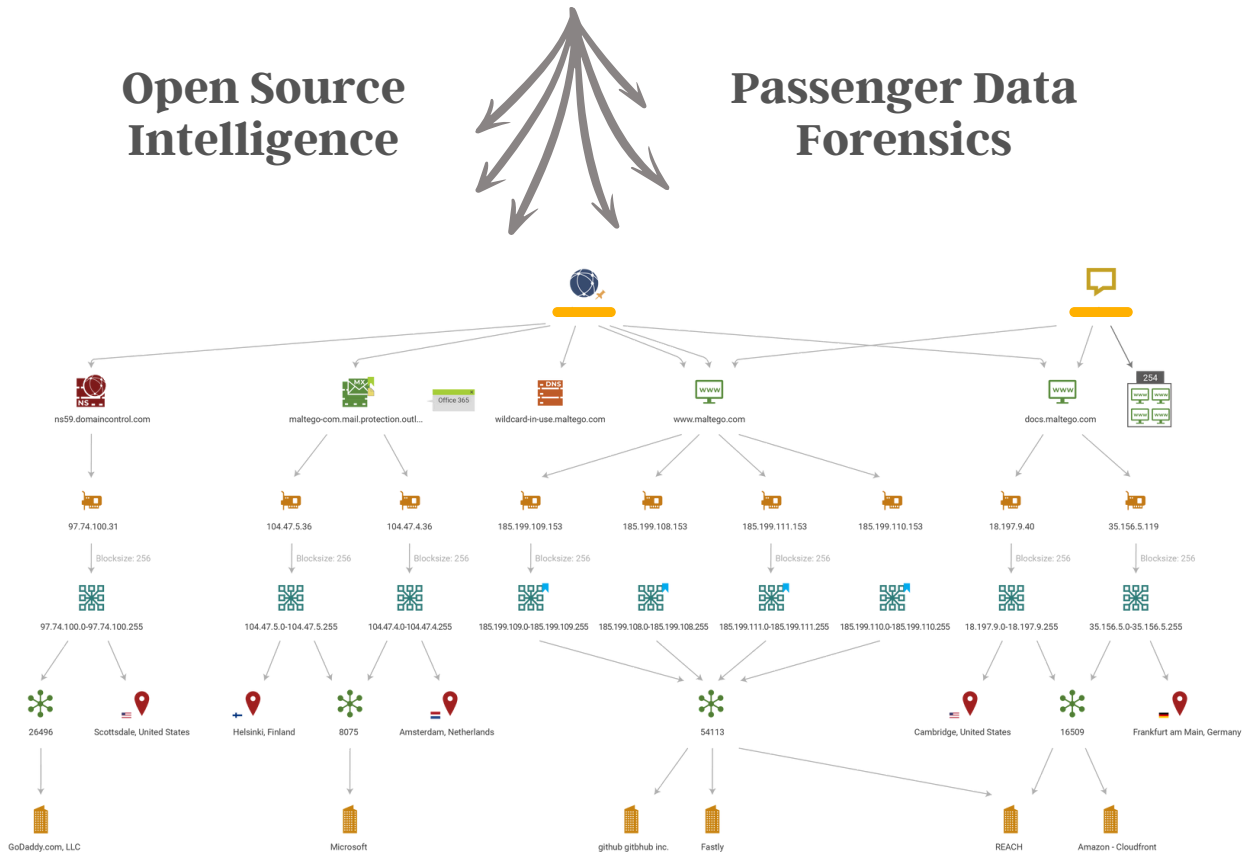 Open Source
Intelligence
Passenger Data
Forensics
254
MX
Office 365
DNS
www
www
www
www
www
www
NS
ns59.domaincontrol.com
maltego-com.mail.protection.outl...
wildcard-in-use.maltego.com
www.maltego.com
docs.maltego.com
97.74.100.31
104.47.5.36
104.47.4.36
185.199.109.153
185.199.108.153
185.199.111.153
185.199.110.153
18.197.9.40
35.156.5.119
Blocksize: 256
Blocksize: 256
Blocksize: 256
Blocksize: 256
Blocksize: 256
Blocksize: 256
Blocksize: 256
97.74.100.0-97.74.100.255
104.47.5.0-104.47.5.255
104.47.4.0-104.47.4.255
185.199.109.0-185.199.109.255
185.199.108.0-185.199.108.255
185.199.111.0-185.199.111.255
185.199.110.0-185.199.110.255
18.197.9.0-18.197.9.255
35.156.5.0-35.156.5.255
26496
Scottsdale, United States
Helsinki, Finland
8075
Amsterdam, Netherlands
54113
Cambridge, United States
16509
Frankfurt am Main, Germany
GoDaddy.com, LLC
Microsoft
github gitbhub inc.
Fastly
REACH
Amazon - Cloudfront